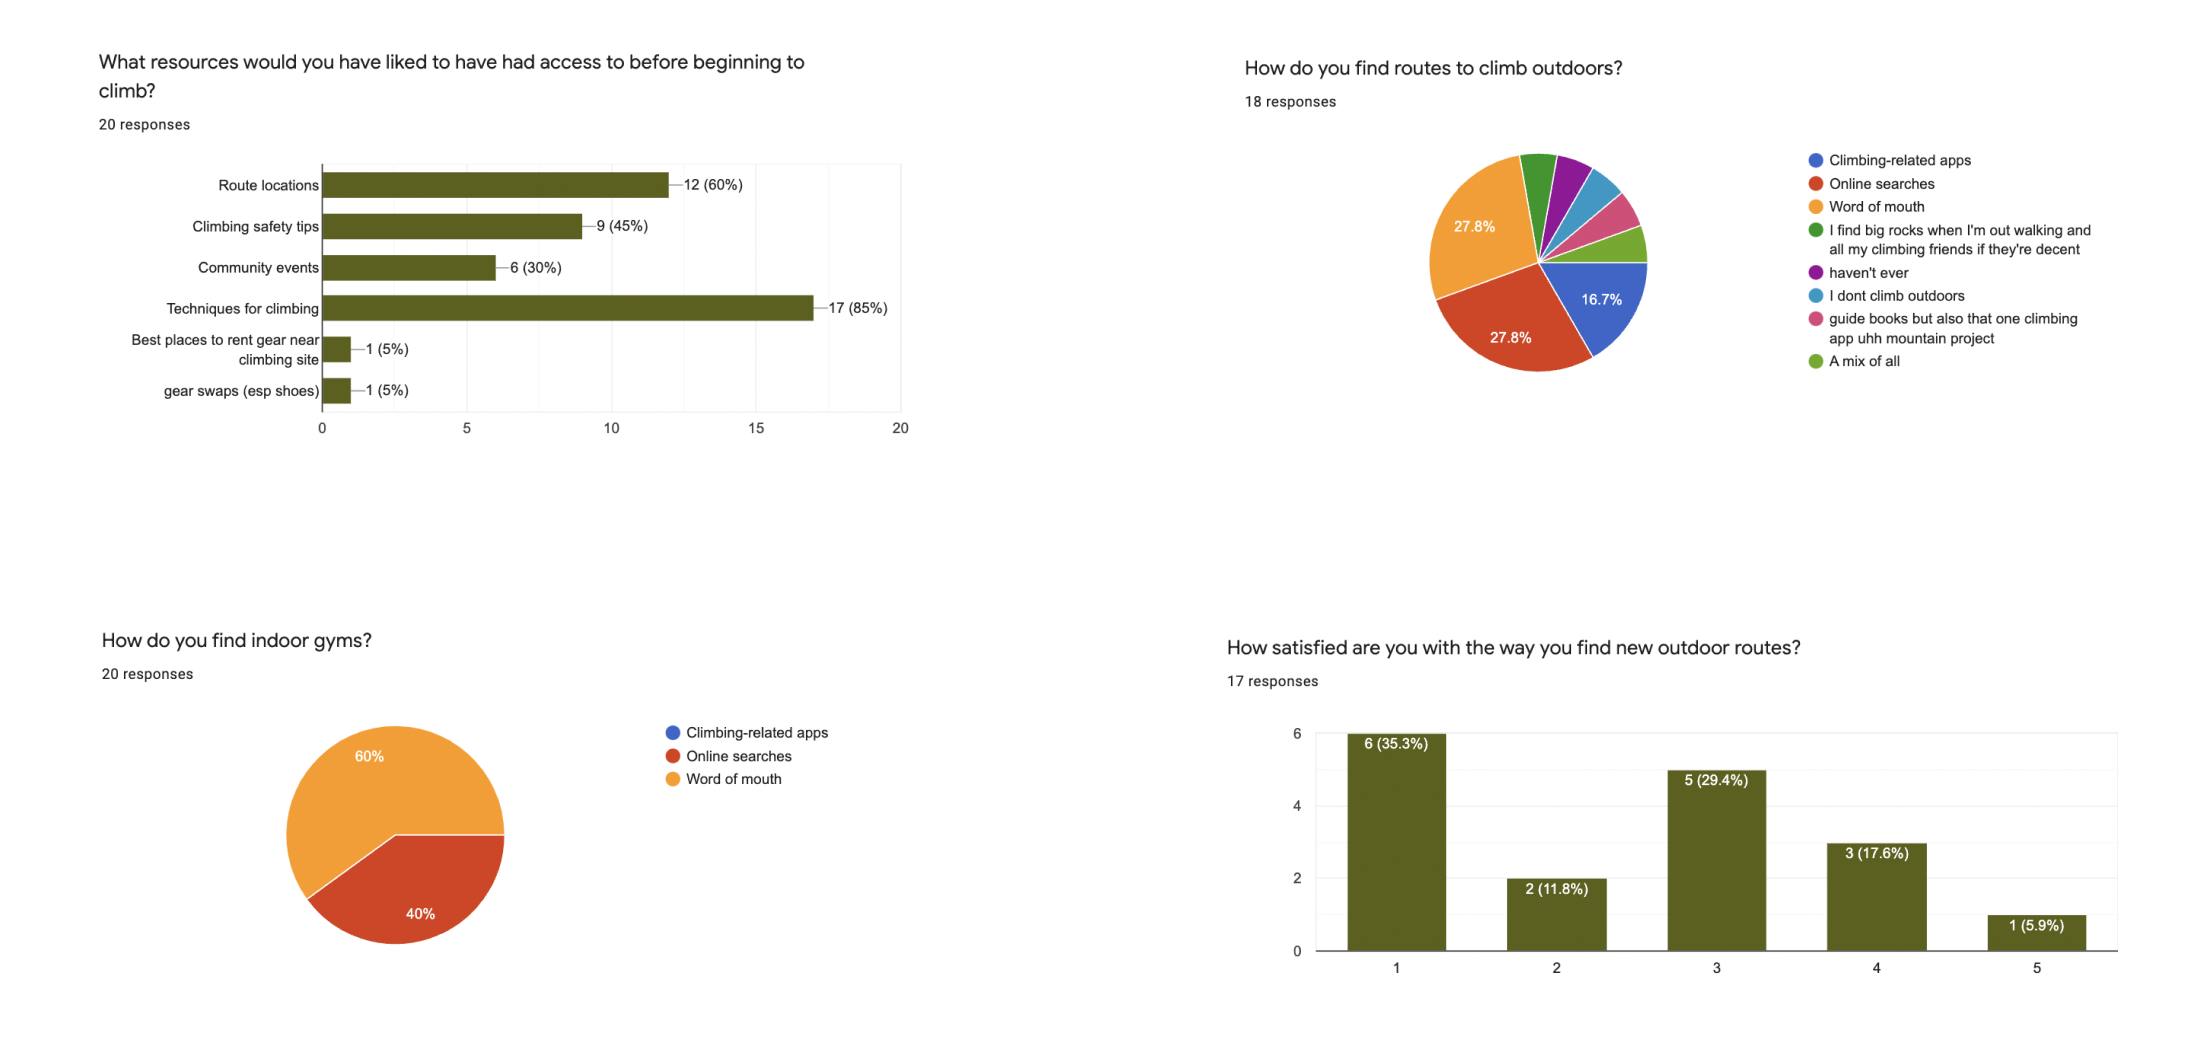 What resources would you have liked to have had access to before beginning to
climb?
20 responses
Route locations
12 (60%)
Climbing safety tips
9 (45%)
Community events
6 (30%)
Techniques for climbing
17 (85%)
Best places to rent gear near
climbing site
1 (5%)
gear swaps (esp shoes)
1 (5%)
0 5 10 15 20
How do you find routes to climb outdoors?
18 responses
27.8%
16.7%
27.8%
Climbing-related apps
Online searches
Word of mouth
I find big rocks when I'm out walking and
all my climbing friends if they're decent
haven't ever
I dont climb outdoors
guide books but also that one climbing
app uhh mountain project
A mix of all
How do you find indoor gyms?
20 responses
60%
40%
Climbing-related apps
Online searches
Word of mouth
How satisfied are you with the way you find new outdoor routes?
17 responses
6
4
2
0
6 (35.3%)
2 (11.8%)
5 (29.4%)
3 (17.6%)
1 (5.9%)
1 2 3 4 5